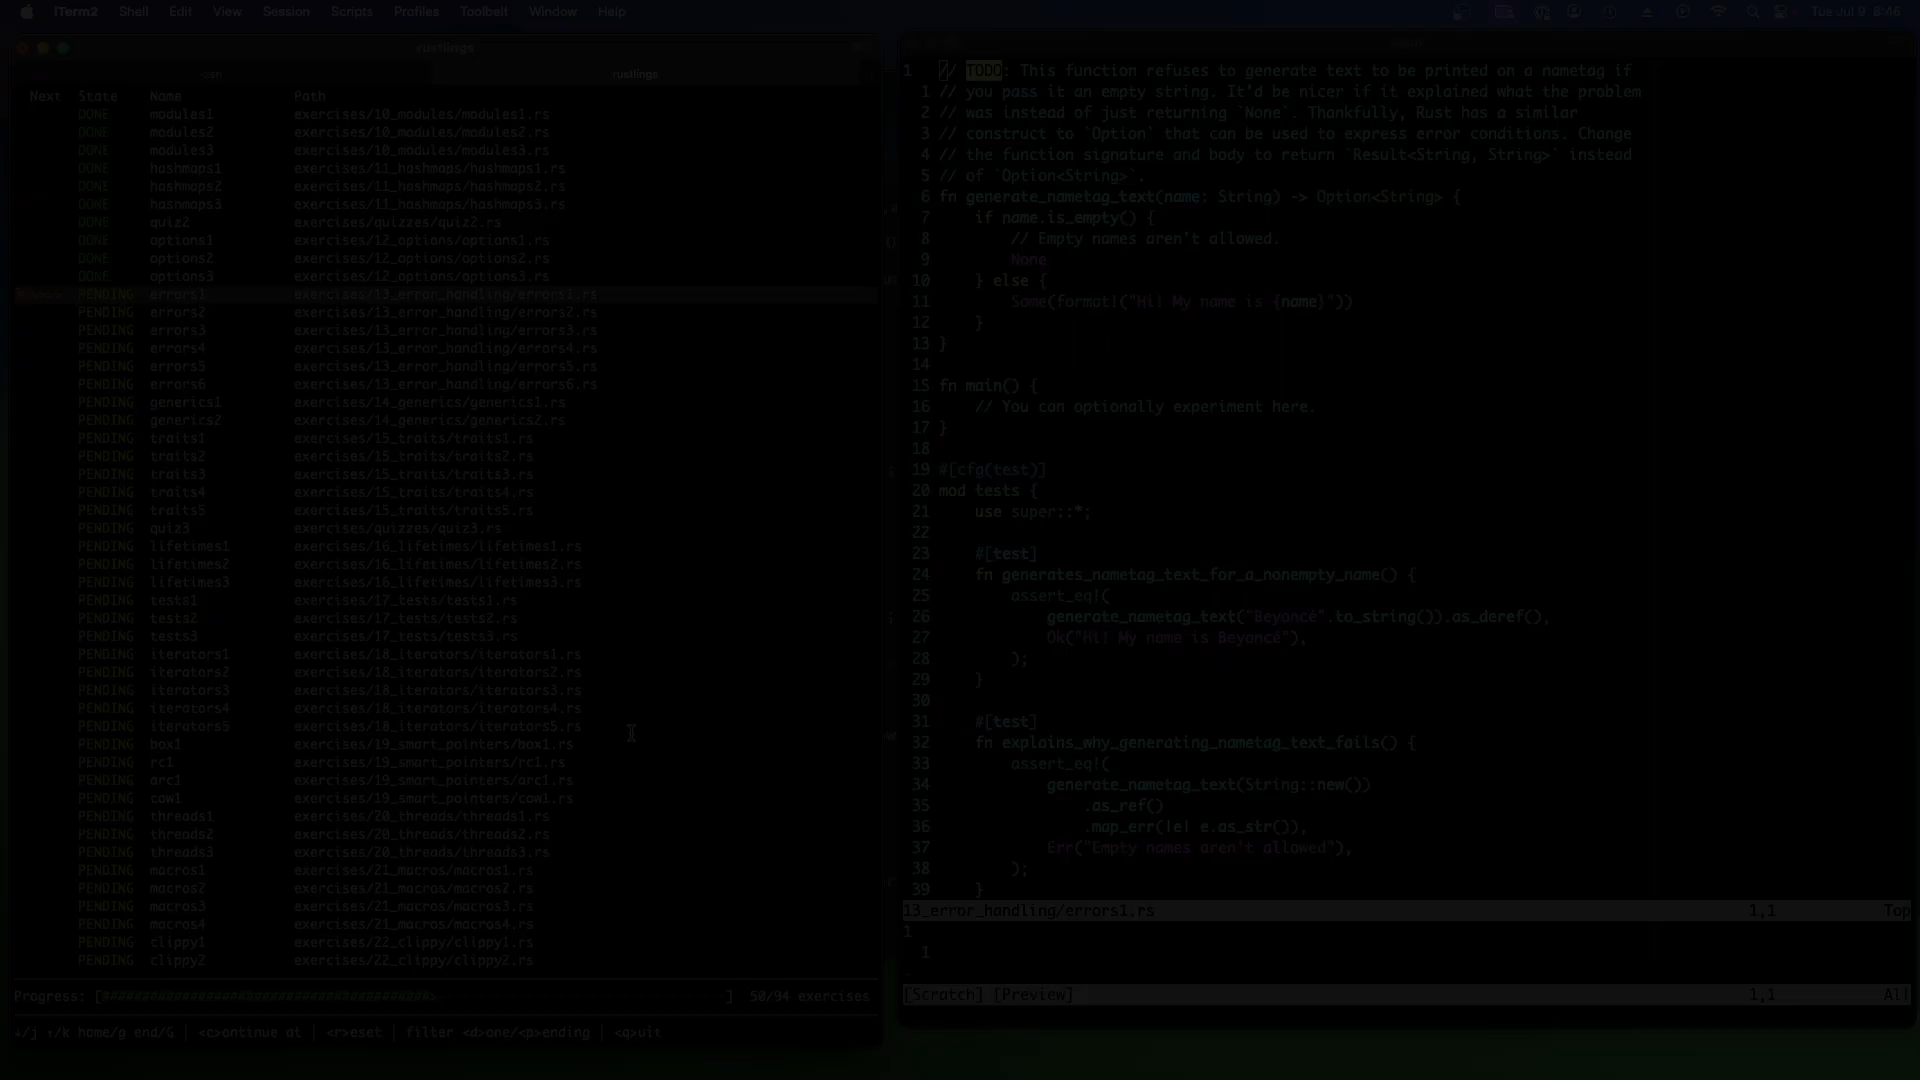 iTerm2 Shell Edit View Session Scripts Profiles Toolbelt Window Help Tue Jul 9 8:46
rustlings
-zsh rustlings
Next State Name Path
DONE modules1 exercises/10_modules/modules1.rs
DONE modules2 exercises/10_modules/modules2.rs
DONE modules3 exercises/10_modules/modules3.rs
DONE hashmaps1 exercises/11_hashmaps/hashmaps1.rs
DONE hashmaps2 exercises/11_hashmaps/hashmaps2.rs
DONE hashmaps3 exercises/11_hashmaps/hashmaps3.rs
DONE quiz2 exercises/quizzes/quiz2.rs
DONE options1 exercises/12_options/options1.rs
DONE options2 exercises/12_options/options2.rs
DONE options3 exercises/12_options/options3.rs
PENDING errors1 exercises/13_error_handling/errors1.rs
PENDING errors2 exercises/13_error_handling/errors2.rs
PENDING errors3 exercises/13_error_handling/errors3.rs
PENDING errors4 exercises/13_error_handling/errors4.rs
PENDING errors5 exercises/13_error_handling/errors5.rs
PENDING errors6 exercises/13_error_handling/errors6.rs
PENDING generics1 exercises/14_generics/generics1.rs
PENDING generics2 exercises/14_generics/generics2.rs
PENDING traits1 exercises/15_traits/traits1.rs
PENDING traits2 exercises/15_traits/traits2.rs
PENDING traits3 exercises/15_traits/traits3.rs
PENDING traits4 exercises/15_traits/traits4.rs
PENDING traits5 exercises/15_traits/traits5.rs
PENDING quiz3 exercises/quizzes/quiz3.rs
PENDING lifetimes1 exercises/16_lifetimes/lifetimes1.rs
PENDING lifetimes2 exercises/16_lifetimes/lifetimes2.rs
PENDING lifetimes3 exercises/16_lifetimes/lifetimes3.rs
PENDING tests1 exercises/17_tests/tests1.rs
PENDING tests2 exercises/17_tests/tests2.rs
PENDING tests3 exercises/17_tests/tests3.rs
PENDING iterators1 exercises/18_iterators/iterators1.rs
PENDING iterators2 exercises/18_iterators/iterators2.rs
PENDING iterators3 exercises/18_iterators/iterators3.rs
PENDING iterators4 exercises/18_iterators/iterators4.rs
PENDING iterators5 exercises/18_iterators/iterators5.rs
PENDING box1 exercises/19_smart_pointers/box1.rs
PENDING rc1 exercises/19_smart_pointers/rc1.rs
PENDING arc1 exercises/19_smart_pointers/arc1.rs
PENDING cow1 exercises/19_smart_pointers/cow1.rs
PENDING threads1 exercises/20_threads/threads1.rs
PENDING threads2 exercises/20_threads/threads2.rs
PENDING threads3 exercises/20_threads/threads3.rs
PENDING macros1 exercises/21_macros/macros1.rs
PENDING macros2 exercises/21_macros/macros2.rs
PENDING macros3 exercises/21_macros/macros3.rs
PENDING macros4 exercises/21_macros/macros4.rs
PENDING clippy1 exercises/22_clippy/clippy1.rs
PENDING clippy2 exercises/22_clippy/clippy2.rs
Progress: [#########################################> ] 50/94 exercises
↓/j ↑/k home/g end/G | <c>ontinue at | <r>eset | filter <d>one/<p>ending | <q>uit
1 // TODO: This function refuses to generate text to be printed on a nametag if
1 // you pass it an empty string. It'd be nicer if it explained what the problem
2 // was instead of just returning `None`. Thankfully, Rust has a similar
3 // construct to `Option` that can be used to express error conditions. Change
4 // the function signature and body to return `Result<String, String>` instead
5 // of `Option<String>`.
6 fn generate_nametag_text(name: String) -> Option<String> {
7 if name.is_empty() {
8 // Empty names aren't allowed.
9 None
10 } else {
11 Some(format!("Hi! My name is {name}"))
12 }
13 }
14
15 fn main() {
16 // You can optionally experiment here.
17 }
18
19 #[cfg(test)]
20 mod tests {
21 use super::*;
22
23 #[test]
24 fn generates_nametag_text_for_a_nonempty_name() {
25 assert_eq!(
26 generate_nametag_text("Beyoncé".to_string()).as_deref(),
27 Ok("Hi! My name is Beyoncé"),
28 );
29 }
30
31 #[test]
32 fn explains_why_generating_nametag_text_fails() {
33 assert_eq!(
34 generate_nametag_text(String::new())
35 .as_ref()
36 .map_err(|e| e.as_str()),
37 Err("Empty names aren't allowed"),
38 );
39 }
13_error_handling/errors1.rs 1,1 Top
1
1
[Scratch] [Preview] 1,1 All